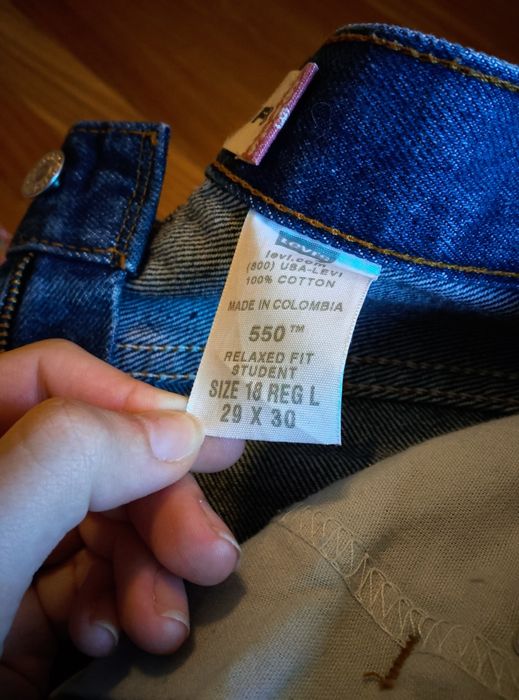 Levi's
levi.com
(800) USA-LEVI
100% COTTON
MADE IN COLOMBIA
550™
RELAXED FIT
STUDENT
SIZE 18 REG L
29 X 30